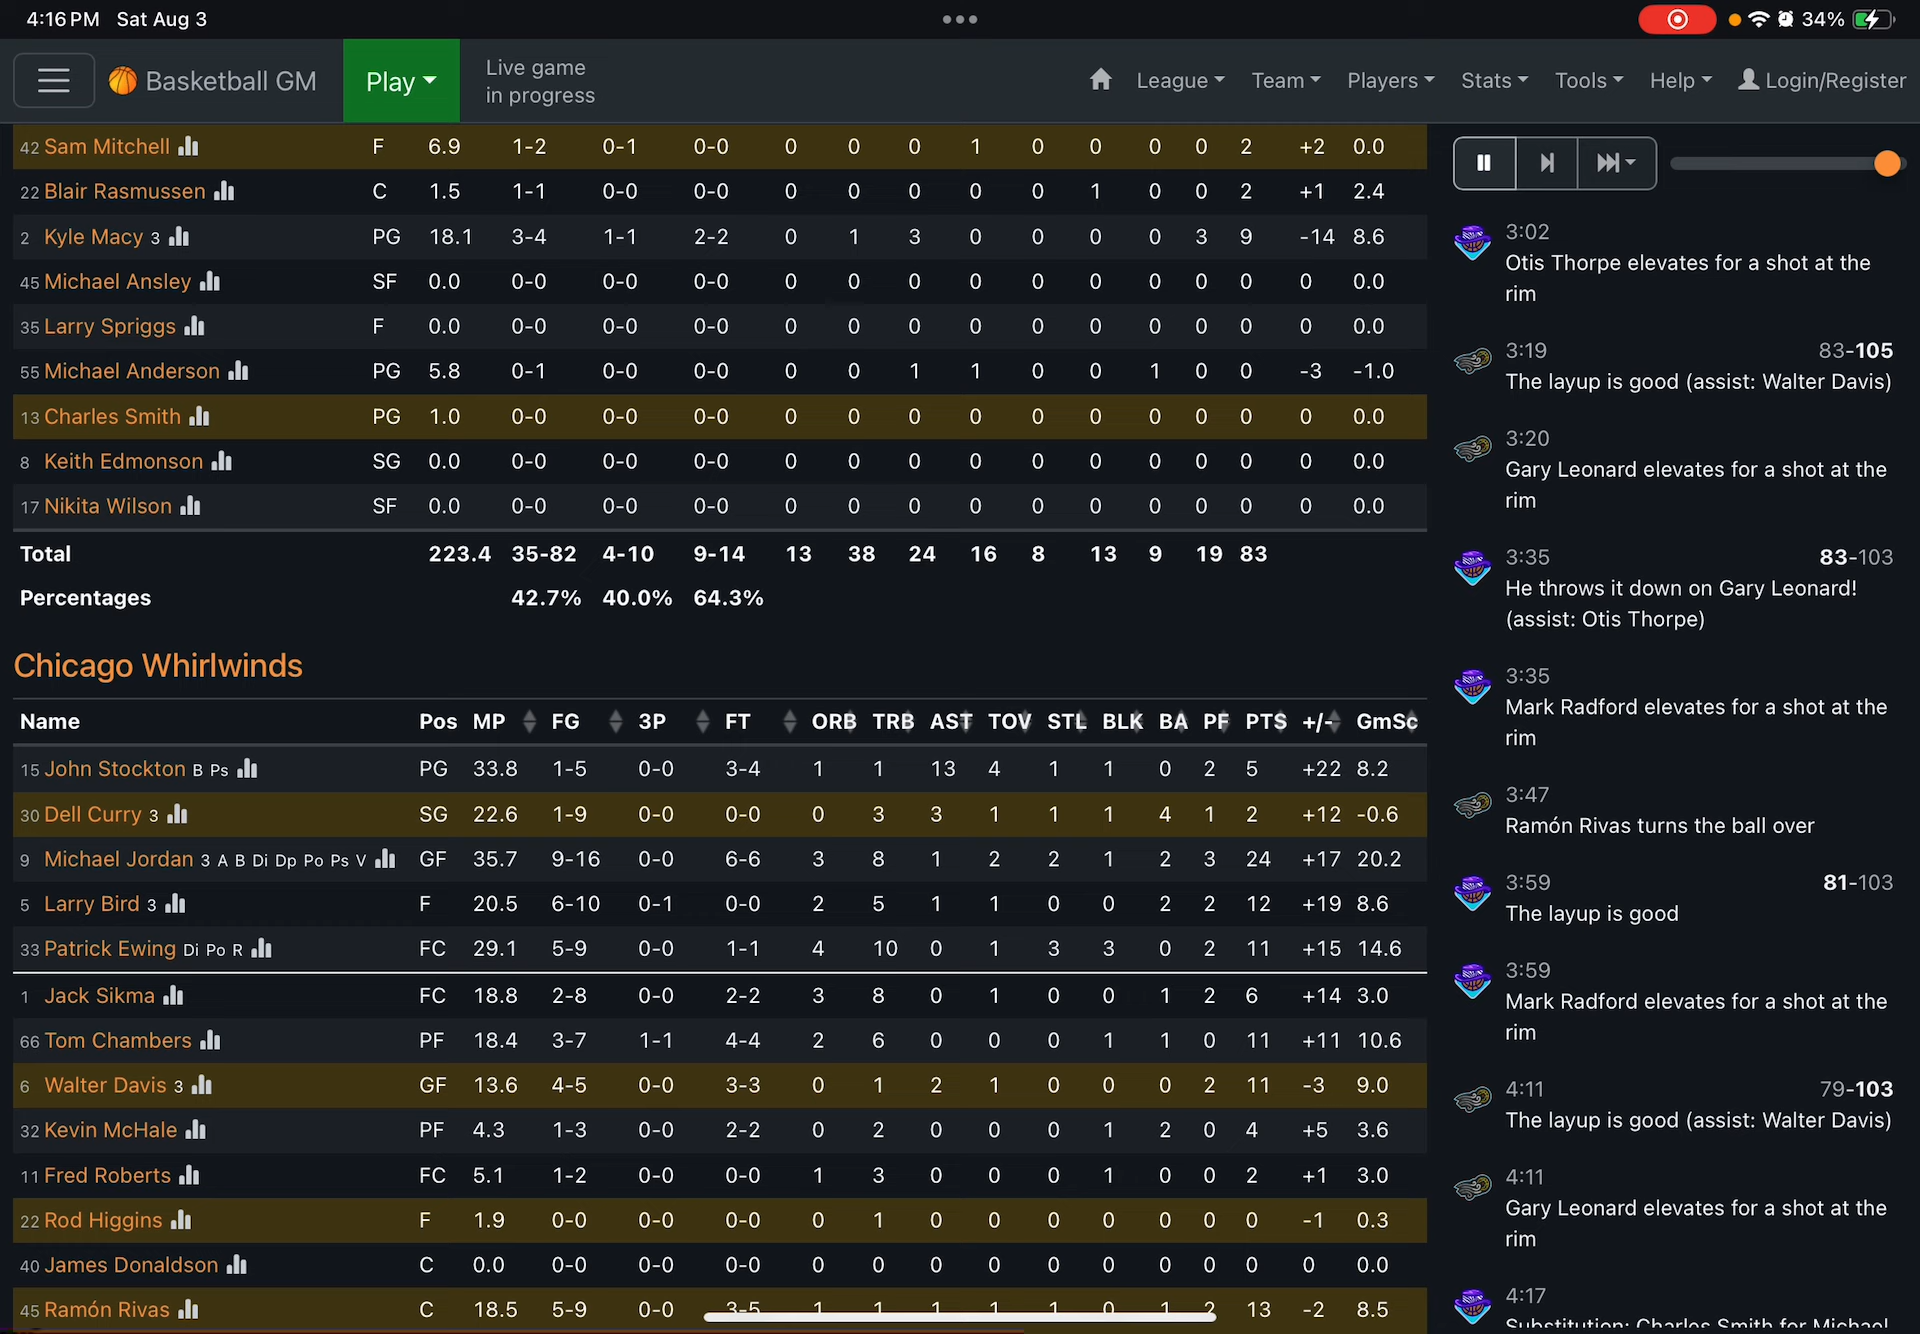 4:16 PM Sat Aug 3
34%
Basketball GM
Play
Live game
in progress
League
Team
Players
Stats
Tools
Help
Login/Register
42 Sam Mitchell F 6.9 1-2 0-1 0-0 0 0 0 1 0 0 0 0 2 +2 0.0
22 Blair Rasmussen C 1.5 1-1 0-0 0-0 0 0 0 0 0 1 0 0 2 +1 2.4
2 Kyle Macy 3 PG 18.1 3-4 1-1 2-2 0 1 3 0 0 0 0 3 9 -14 8.6
45 Michael Ansley SF 0.0 0-0 0-0 0-0 0 0 0 0 0 0 0 0 0 0 0.0
35 Larry Spriggs F 0.0 0-0 0-0 0-0 0 0 0 0 0 0 0 0 0 0 0.0
55 Michael Anderson PG 5.8 0-1 0-0 0-0 0 0 1 1 0 0 1 0 0 -3 -1.0
13 Charles Smith PG 1.0 0-0 0-0 0-0 0 0 0 0 0 0 0 0 0 0 0.0
8 Keith Edmonson SG 0.0 0-0 0-0 0-0 0 0 0 0 0 0 0 0 0 0 0.0
17 Nikita Wilson SF 0.0 0-0 0-0 0-0 0 0 0 0 0 0 0 0 0 0 0.0
Total 223.4 35-82 4-10 9-14 13 38 24 16 8 13 9 19 83
Percentages 42.7% 40.0% 64.3%
Chicago Whirlwinds
Name Pos MP FG 3P FT ORB TRB AST TOV STL BLK BA PF PTS +/- GmSc
15 John Stockton B Ps PG 33.8 1-5 0-0 3-4 1 1 13 4 1 1 0 2 5 +22 8.2
30 Dell Curry 3 SG 22.6 1-9 0-0 0-0 0 3 3 1 1 1 4 1 2 +12 -0.6
9 Michael Jordan 3 A B Di Dp Po Ps V GF 35.7 9-16 0-0 6-6 3 8 1 2 2 1 2 3 24 +17 20.2
5 Larry Bird 3 F 20.5 6-10 0-1 0-0 2 5 1 1 0 0 2 2 12 +19 8.6
33 Patrick Ewing Di Po R FC 29.1 5-9 0-0 1-1 4 10 0 1 3 3 0 2 11 +15 14.6
1 Jack Sikma FC 18.8 2-8 0-0 2-2 3 8 0 1 0 0 1 2 6 +14 3.0
66 Tom Chambers PF 18.4 3-7 1-1 4-4 2 6 0 0 0 1 1 0 11 +11 10.6
6 Walter Davis 3 GF 13.6 4-5 0-0 3-3 0 1 2 1 0 0 0 2 11 -3 9.0
32 Kevin McHale PF 4.3 1-3 0-0 2-2 0 2 0 0 0 1 2 0 4 +5 3.6
11 Fred Roberts FC 5.1 1-2 0-0 0-0 1 3 0 0 0 1 0 0 2 +1 3.0
22 Rod Higgins F 1.9 0-0 0-0 0-0 0 1 0 0 0 0 0 0 0 -1 0.3
40 James Donaldson C 0.0 0-0 0-0 0-0 0 0 0 0 0 0 0 0 0 0 0.0
45 Ramón Rivas C 18.5 5-9 0-0 3-5 1 1 1 1 1 0 1 2 13 -2 8.5
3:02
Otis Thorpe elevates for a shot at the
rim
3:19 83-105
The layup is good (assist: Walter Davis)
3:20
Gary Leonard elevates for a shot at the
rim
3:35 83-103
He throws it down on Gary Leonard!
(assist: Otis Thorpe)
3:35
Mark Radford elevates for a shot at the
rim
3:47
Ramón Rivas turns the ball over
3:59 81-103
The layup is good
3:59
Mark Radford elevates for a shot at the
rim
4:11 79-103
The layup is good (assist: Walter Davis)
4:11
Gary Leonard elevates for a shot at the
rim
4:17
Substitution: Charles Smith for Michael